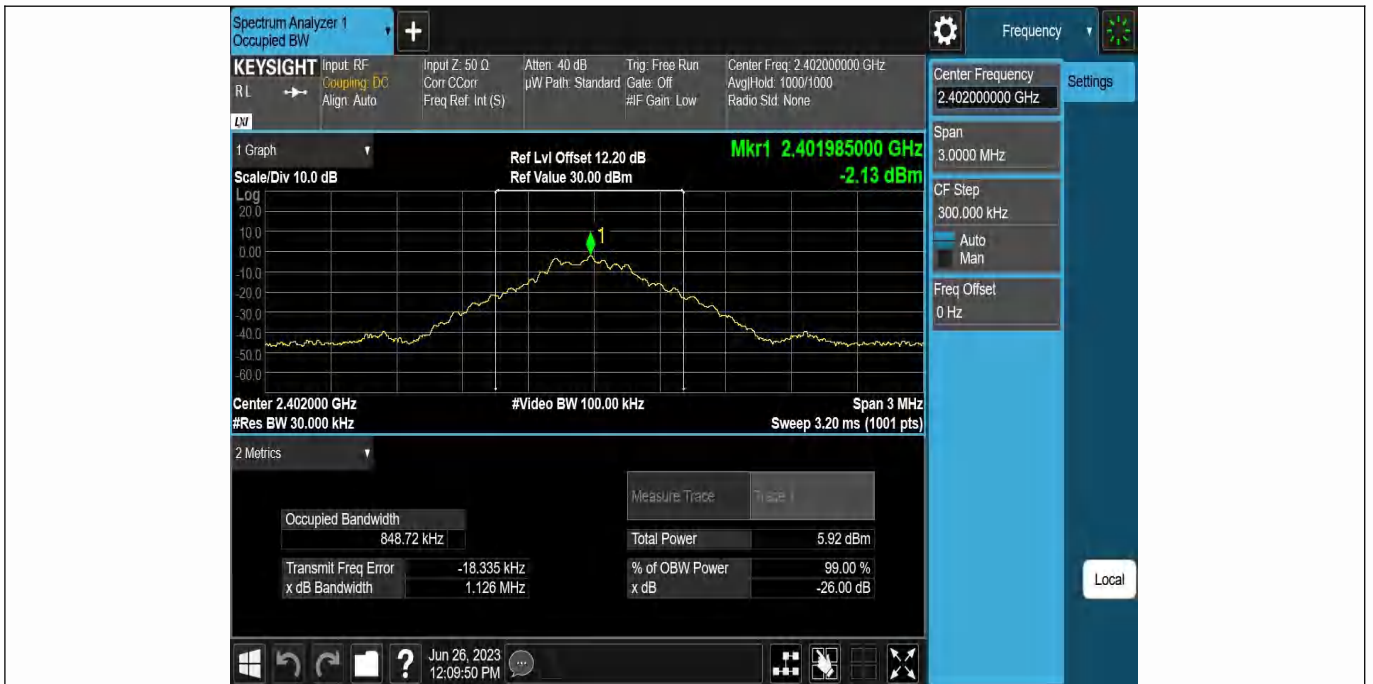 Spectrum Analyzer 1
Occupied BW
+
Frequency
KEYSIGHT
R L
LXI
Input: RF
Coupling: DC
Align: Auto
Input Z: 50 Ω
Corr CCorr
Freq Ref: Int (S)
Atten: 40 dB
µW Path: Standard
Trig: Free Run
Gate: Off
#IF Gain: Low
Center Freq: 2.402000000 GHz
Avg|Hold: 1000/1000
Radio Std: None
Center Frequency
2.402000000 GHz
Settings
Span
3.0000 MHz
CF Step
300.000 kHz
Auto
Man
Freq Offset
0 Hz
1 Graph
Scale/Div 10.0 dB
Ref Lvl Offset 12.20 dB
Ref Value 30.00 dBm
Mkr1 2.401985000 GHz
-2.13 dBm
Log
20.0
10.0
0.00
-10.0
-20.0
-30.0
-40.0
-50.0
-60.0
1
Center 2.402000 GHz
#Res BW 30.000 kHz
#Video BW 100.00 kHz
Span 3 MHz
Sweep 3.20 ms (1001 pts)
2 Metrics
Measure Trace
Trace 1
Occupied Bandwidth
848.72 kHz
Total Power 5.92 dBm
Transmit Freq Error -18.335 kHz
% of OBW Power 99.00 %
x dB Bandwidth 1.126 MHz
x dB -26.00 dB
Local
?
Jun 26, 2023
12:09:50 PM